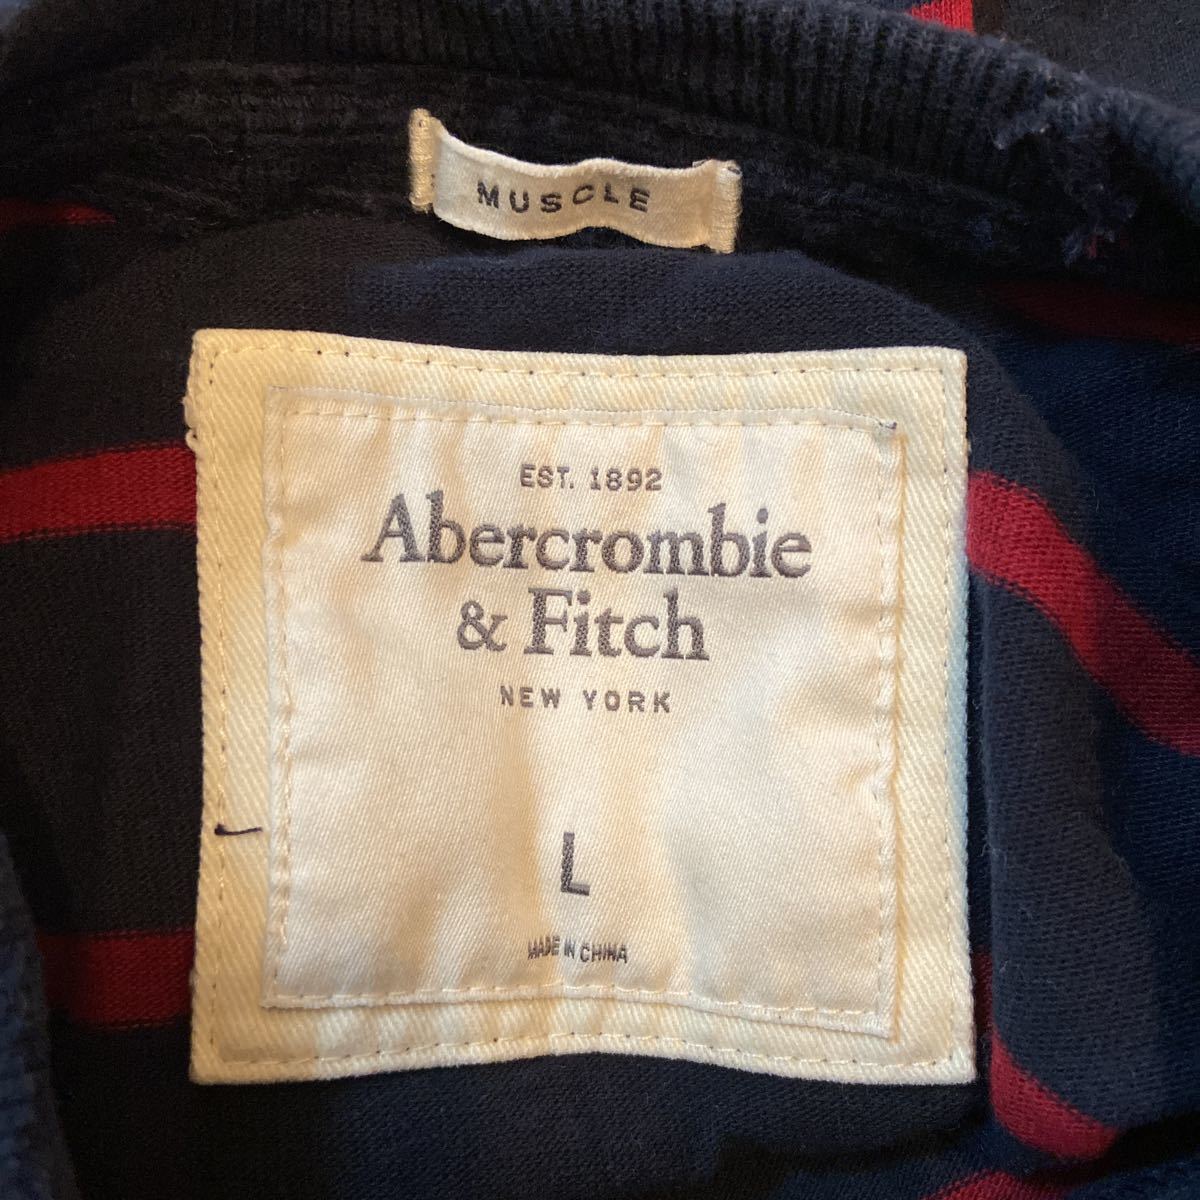 MUSCLE
EST. 1892
Abercrombie
& Fitch
NEW YORK
L
MADE IN CHINA